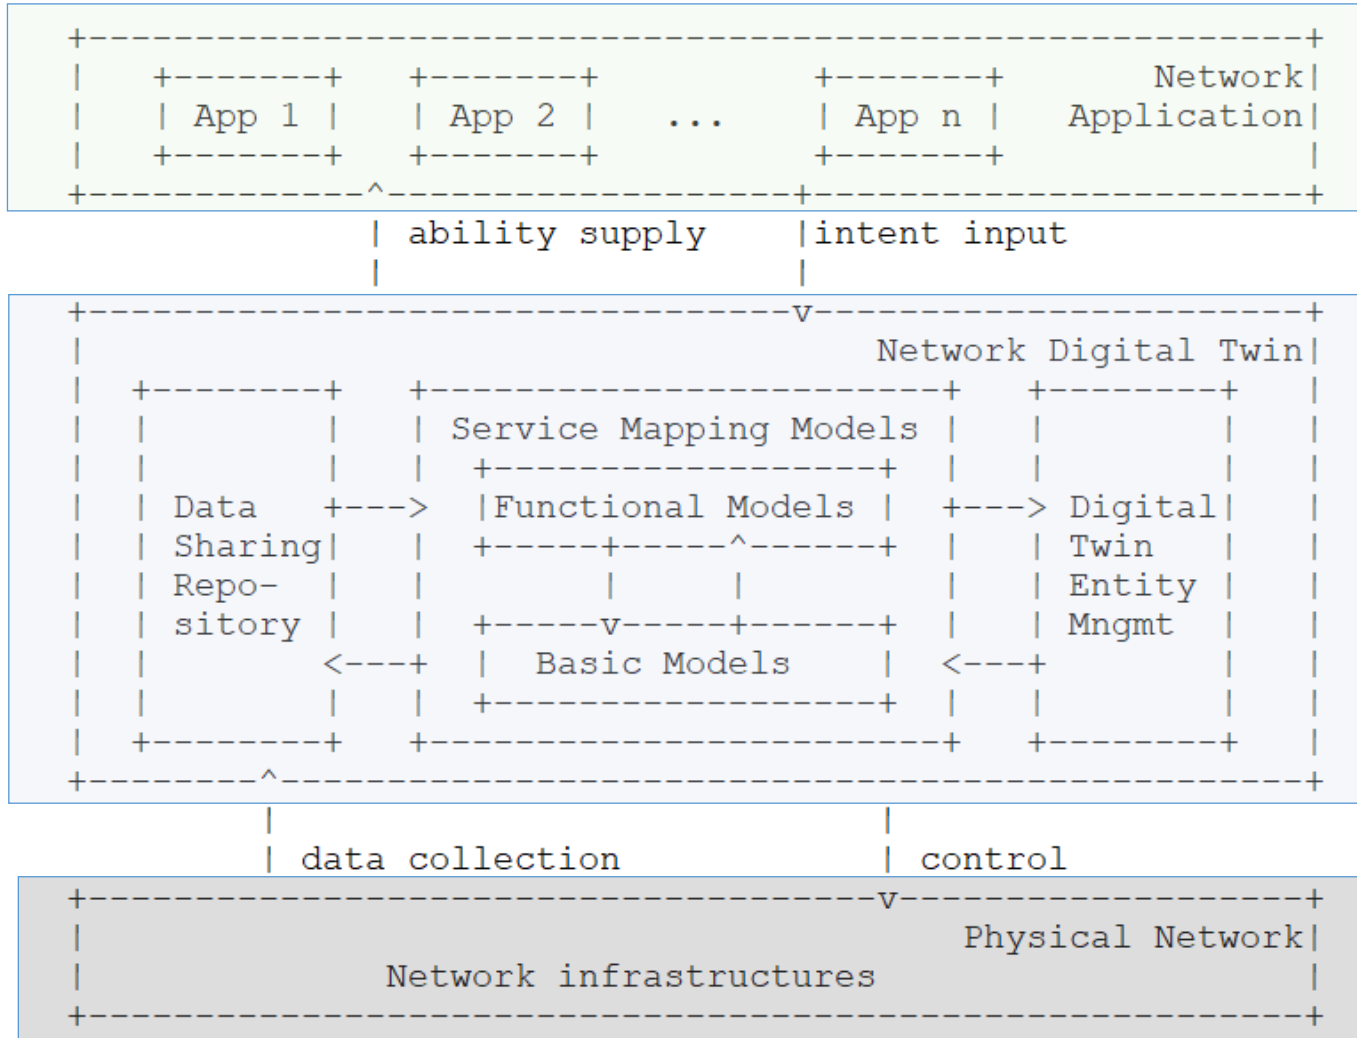 +---------------------------------------------------------+
|   +-------+   +-------+          +-------+       Network|
|   | App 1 |   | App 2 |   ...    | App n |   Application|
|   +-------+   +-------+          +-------+              |
+-------------^-------------------+-----------------------+
              | ability supply    |intent input
              |                   |
+---------------------------------v-----------------------+
|                                     Network Digital Twin|
|  +--------+   +------------------------+   +--------+   |
|  |        |   | Service Mapping Models |   |        |   |
|  |        |   |  +------------------+  |   |        |   |
|  | Data   +--->  |Functional Models |  +---> Digital|   |
|  | Sharing|   |  +-----+-----^------+  |   | Twin   |   |
|  | Repo-  |   |        |     |         |   | Entity |   |
|  | sitory |   |  +-----v-----+------+  |   | Mngmt  |   |
|  |        <---+  |  Basic Models    |  <---+        |   |
|  |        |   |  +------------------+  |   |        |   |
|  +--------+   +------------------------+   +--------+   |
+--------^------------------------------------------------+
         |                            |
         | data collection            | control
+-------------------------------------v-------------------+
|                                         Physical Network|
|              Network infrastructures                    |
+---------------------------------------------------------+